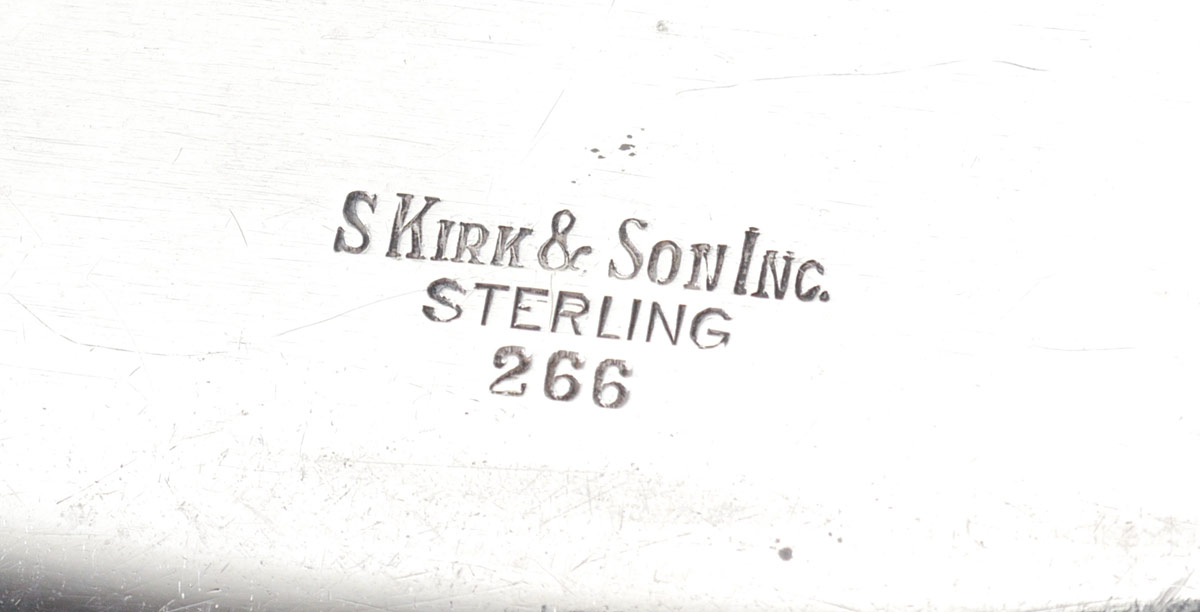 S KIRK & SON INC.
STERLING
266